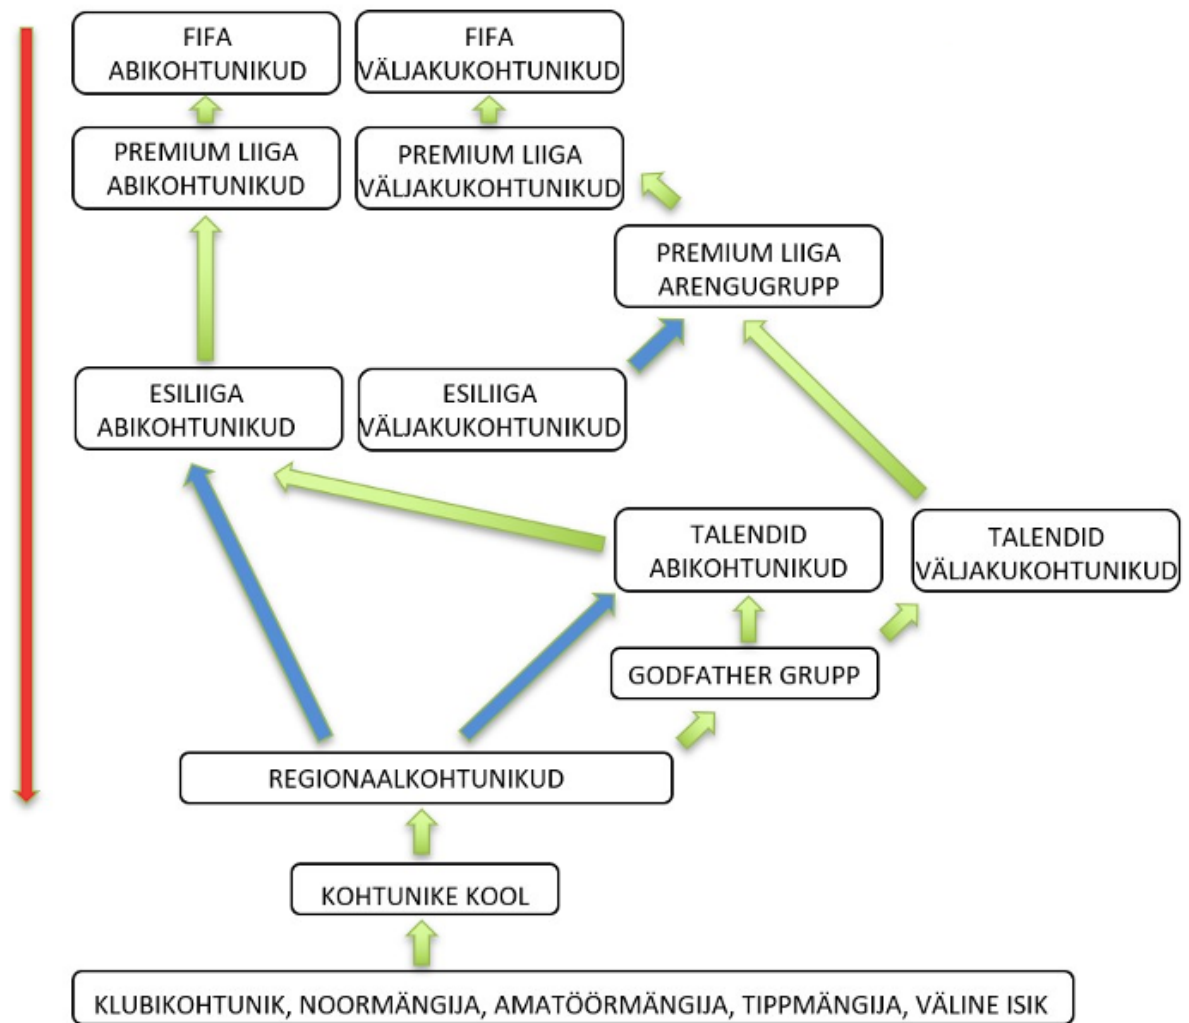 FIFA
ABIKOHTUNIKUD
FIFA
VÄLJAKUKOHTUNIKUD
PREMIUM LIIGA
ABIKOHTUNIKUD
PREMIUM LIIGA
VÄLJAKUKOHTUNIKUD
PREMIUM LIIGA
ARENGUGRUPP
ESILIIGA
ABIKOHTUNIKUD
ESILIIGA
VÄLJAKUKOHTUNIKUD
TALENDID
ABIKOHTUNIKUD
TALENDID
VÄLJAKUKOHTUNIKUD
GODFATHER GRUPP
REGIONAALKOHTUNIKUD
KOHTUNIKE KOOL
KLUBIKOHTUNIK, NOORMÄNGIJA, AMATÖÖRMÄNGIJA, TIPPMÄNGIJA, VÄLINE ISIK